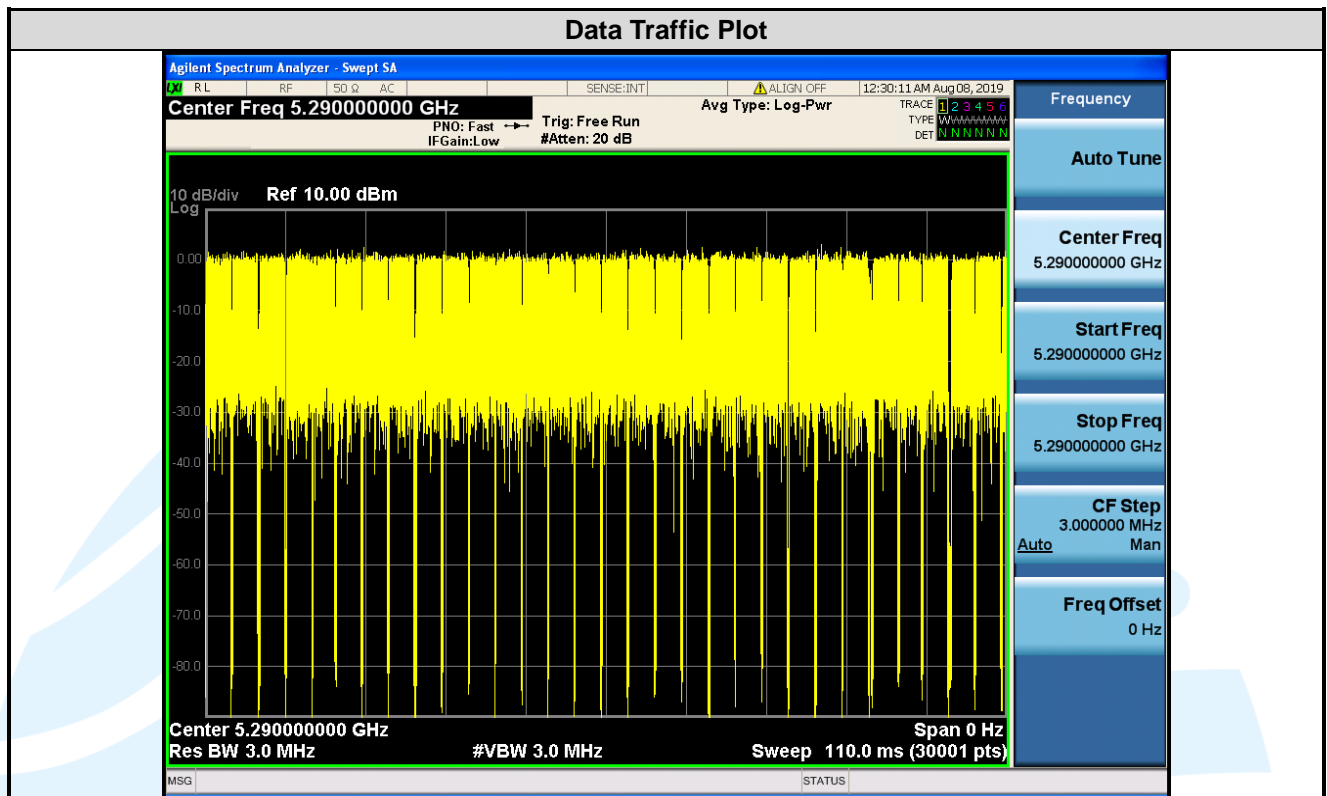 Data Traffic Plot
Agilent Spectrum Analyzer - Swept SA
LXI RL RF 50 Ω AC SENSE:INT ALIGN OFF 12:30:11 AM Aug 08, 2019
Center Freq 5.290000000 GHz
PNO: Fast
IFGain:Low
Trig: Free Run
#Atten: 20 dB
Avg Type: Log-Pwr
TRACE 1 2 3 4 5 6
TYPE WWWWWW
DET N N N N N N
10 dB/div Ref 10.00 dBm
Log
0.00
-10.0
-20.0
-30.0
-40.0
-50.0
-60.0
-70.0
-80.0
Center 5.290000000 GHz Span 0 Hz
Res BW 3.0 MHz #VBW 3.0 MHz Sweep 110.0 ms (30001 pts)
MSG STATUS
Frequency
Auto Tune
Center Freq
5.290000000 GHz
Start Freq
5.290000000 GHz
Stop Freq
5.290000000 GHz
CF Step
3.000000 MHz
Auto Man
Freq Offset
0 Hz